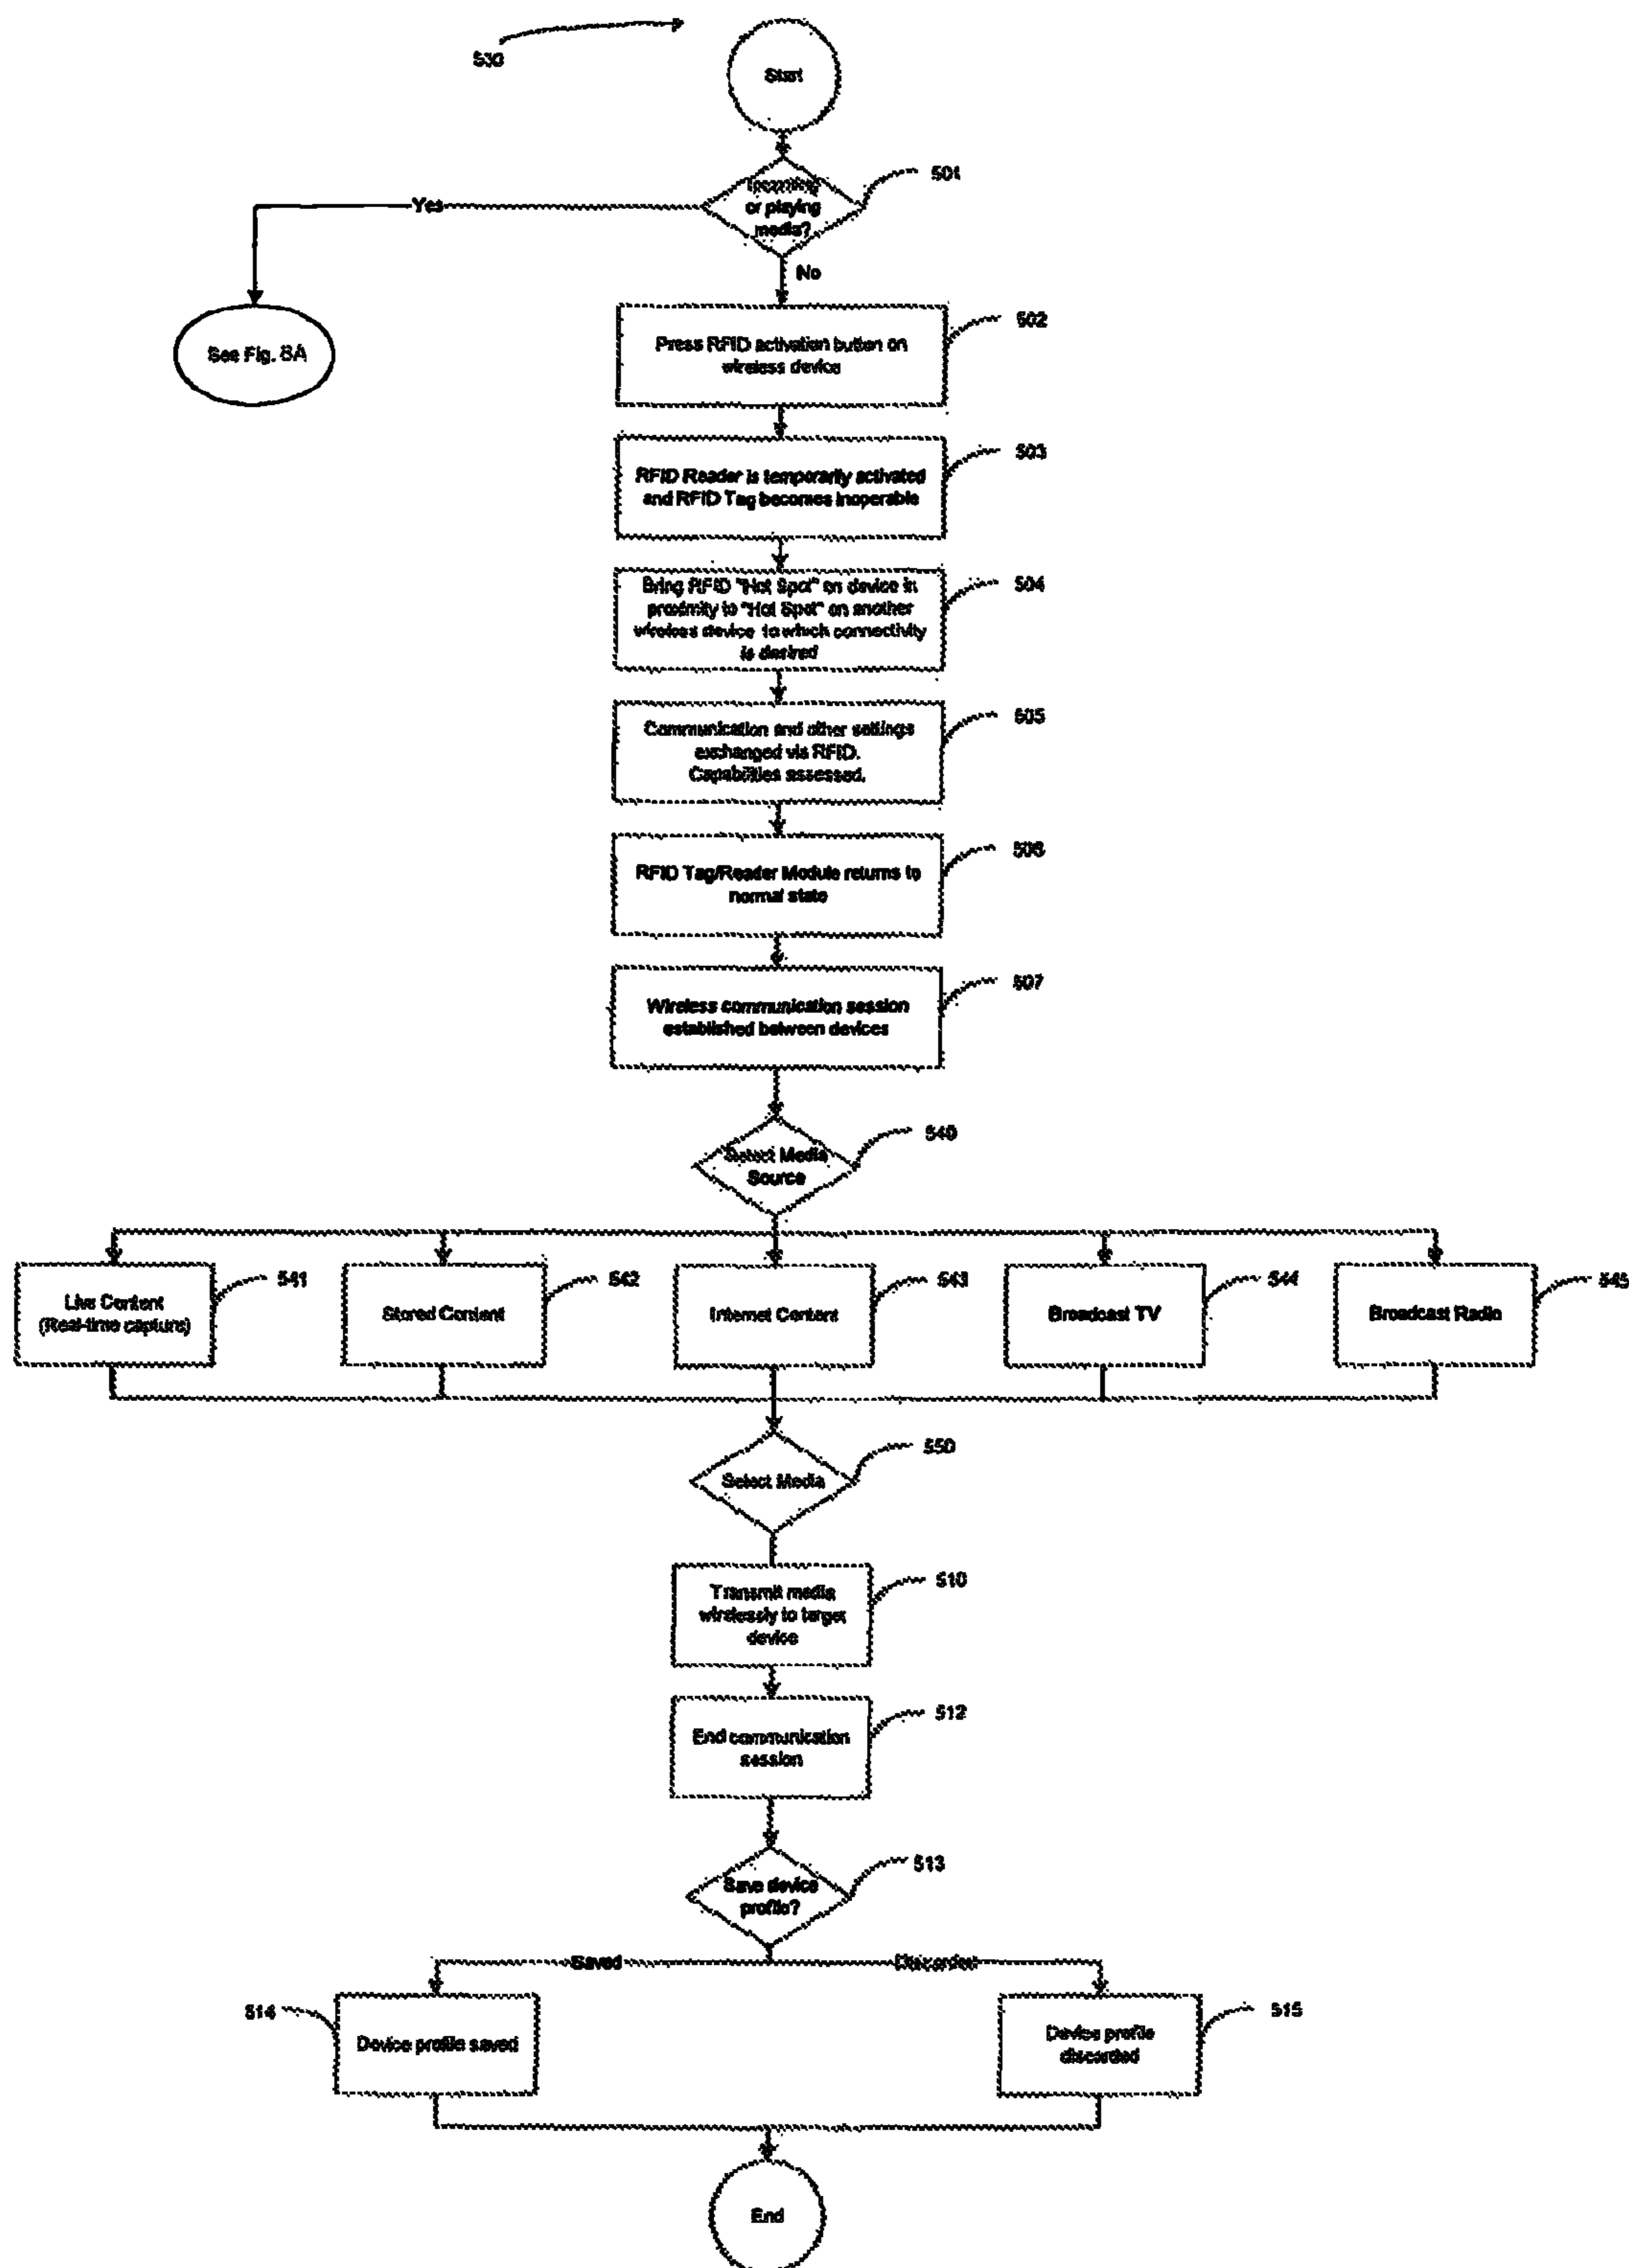 530
Start
501
or playing
media?
Yes
No
See Fig. 8A
502
Press RFID activation button on
wireless device
503
RFID Reader is temporarily activated
and RFID Tag becomes inoperable
504
Bring RFID "Hot Spot" on device in
proximity to "Hot Spot" on another
wireless device to which connectivity
is desired
505
Communication and other settings
exchanged via RFID.
Capabilities assessed.
506
RFID Tag/Reader Module returns to
normal state
507
Wireless communication session
established between devices
540
Select Media
Source
541
Live Content
(Real-time capture)
542
Stored Content
543
Internet Content
544
Broadcast TV
545
Broadcast Radio
550
Select Media
510
Transmit media
wirelessly to target
device
512
End communication
session
513
Save device
profile?
Saved
514
Device profile saved
515
Device profile
discarded
End